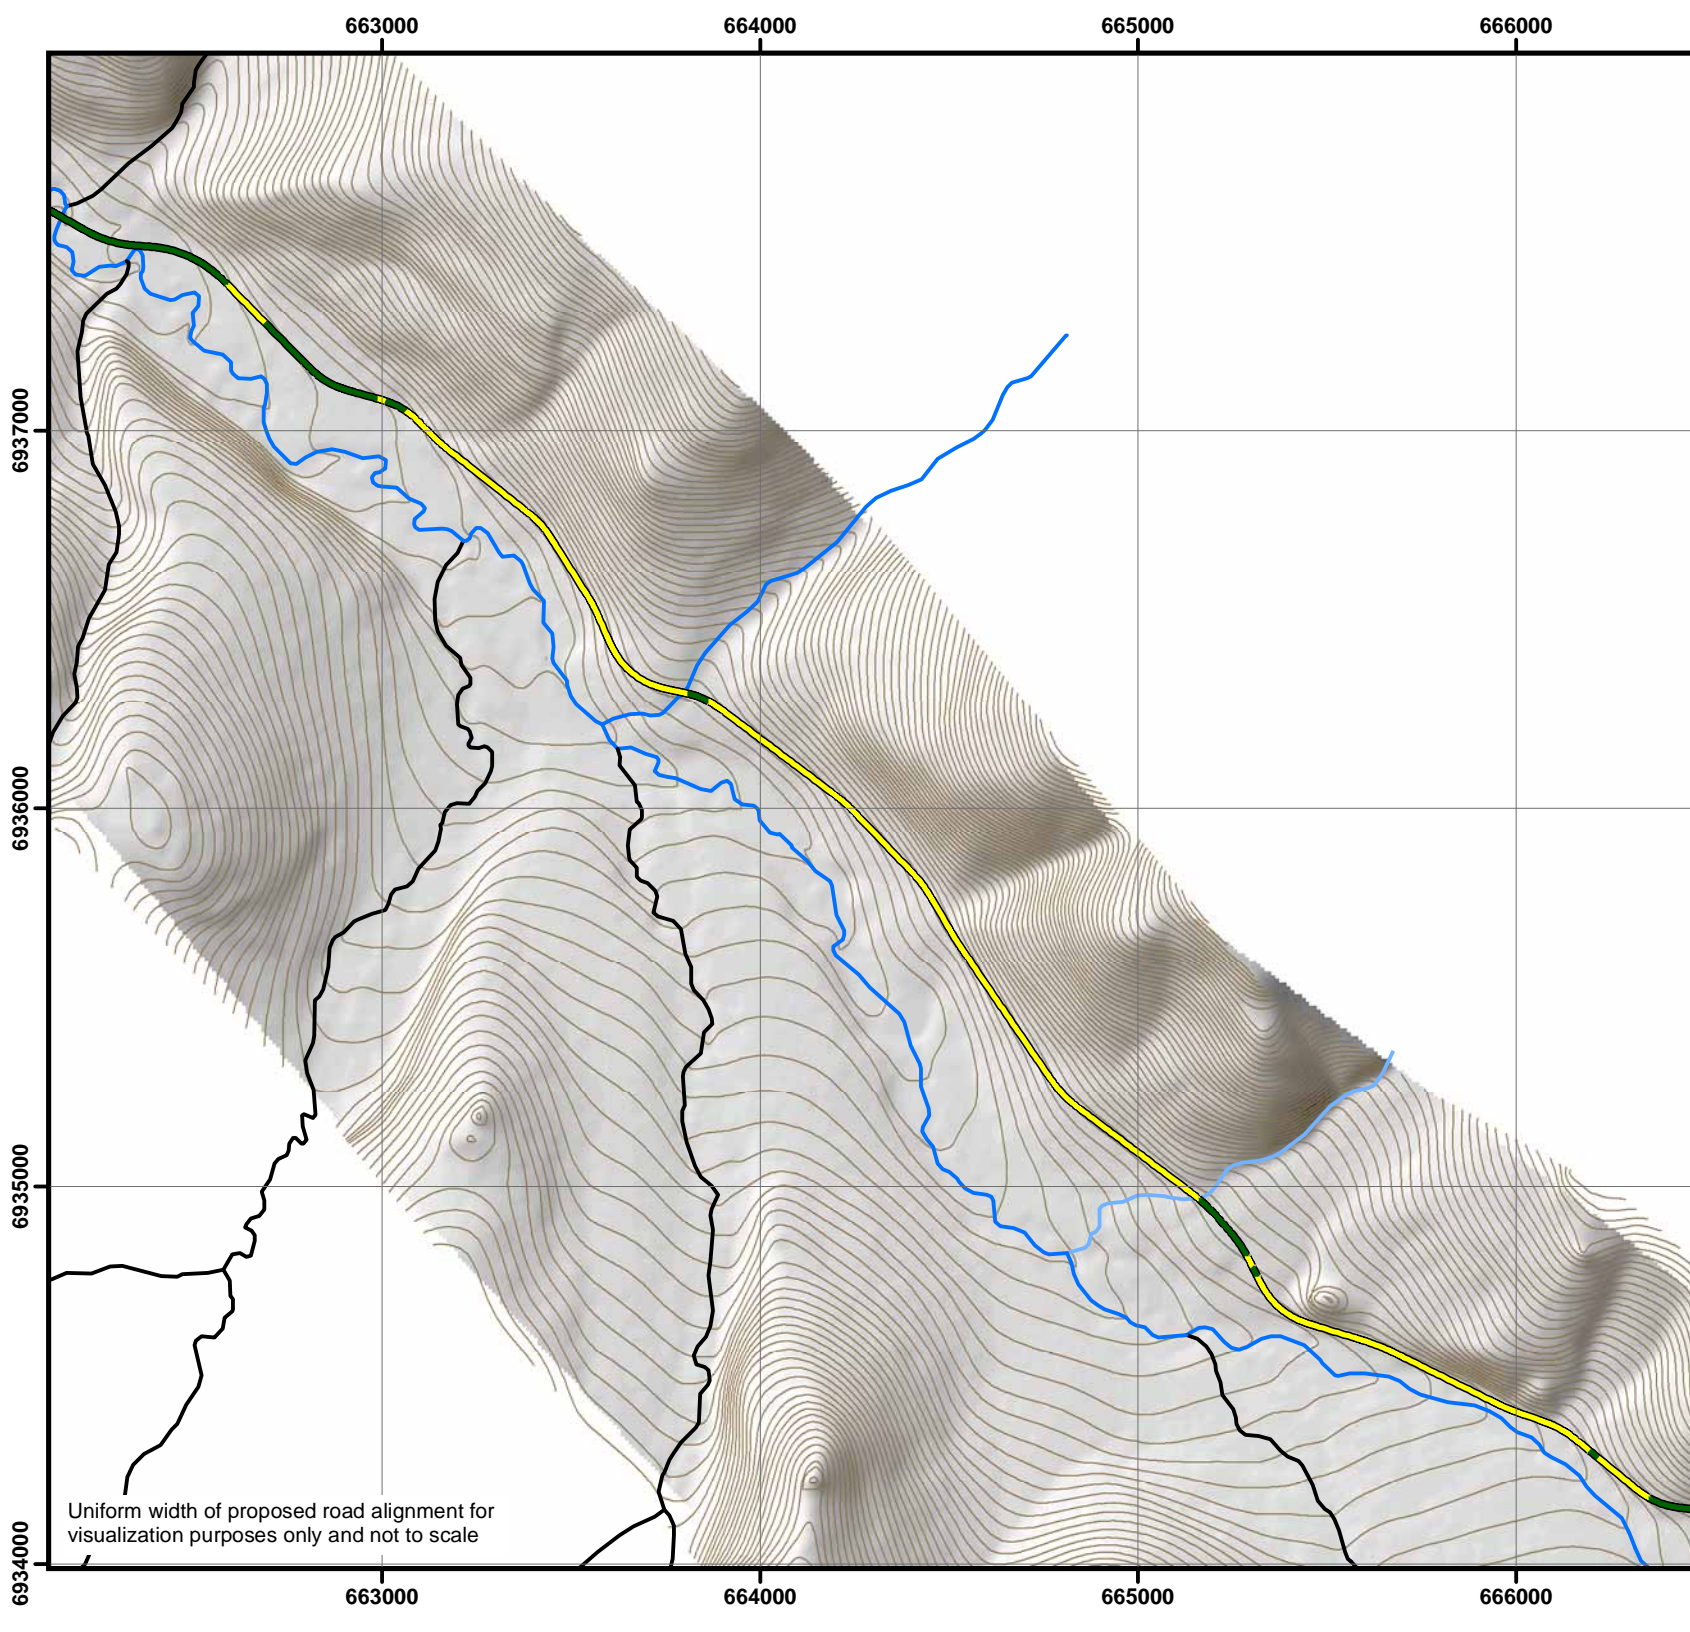 663000 664000 665000 666000
6937000
6936000
6935000
6934000
Uniform width of proposed road alignment for
visualization purposes only and not to scale
663000 664000 665000 666000